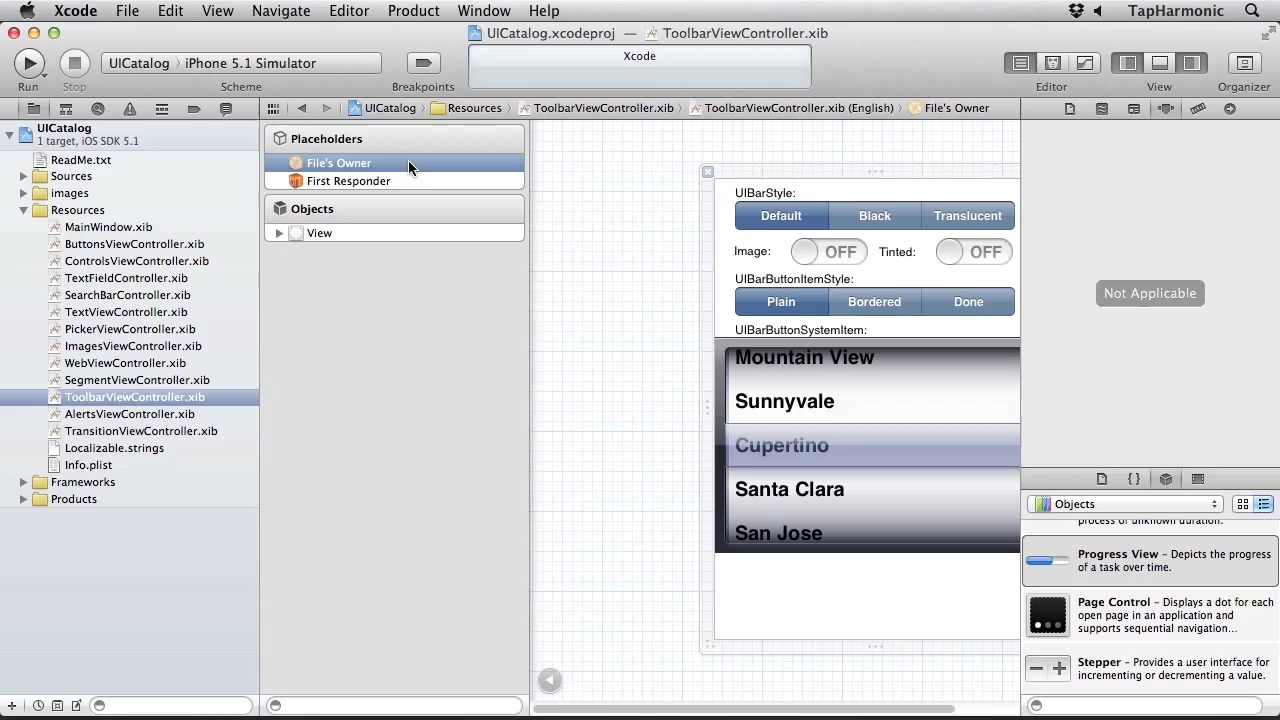 Xcode File Edit View Navigate Editor Product Window Help TapHarmonic
UICatalog.xcodeproj — ToolbarViewController.xib
UICatalog iPhone 5.1 Simulator
Xcode
Run Stop Scheme Breakpoints Editor View Organizer
UICatalog Resources ToolbarViewController.xib ToolbarViewController.xib (English) File's Owner
UICatalog
1 target, iOS SDK 5.1
ReadMe.txt
Sources
images
Resources
MainWindow.xib
ButtonsViewController.xib
ControlsViewController.xib
TextFieldController.xib
SearchBarController.xib
TextViewController.xib
PickerViewController.xib
ImagesViewController.xib
WebViewController.xib
SegmentViewController.xib
ToolbarViewController.xib
AlertsViewController.xib
TransitionViewController.xib
Localizable.strings
Info.plist
Frameworks
Products
Placeholders
File's Owner
First Responder
Objects
View
UIBarStyle:
Default Black Translucent
Image: OFF Tinted: OFF
UIBarButtonItemStyle:
Plain Bordered Done
UIBarButtonSystemItem:
Mountain View
Sunnyvale
Cupertino
Santa Clara
San Jose
Not Applicable
Objects
process of unknown duration.
Progress View – Depicts the progress
of a task over time.
Page Control – Displays a dot for each
open page in an application and
supports sequential navigation...
Stepper – Provides a user interface for
incrementing or decrementing a value.